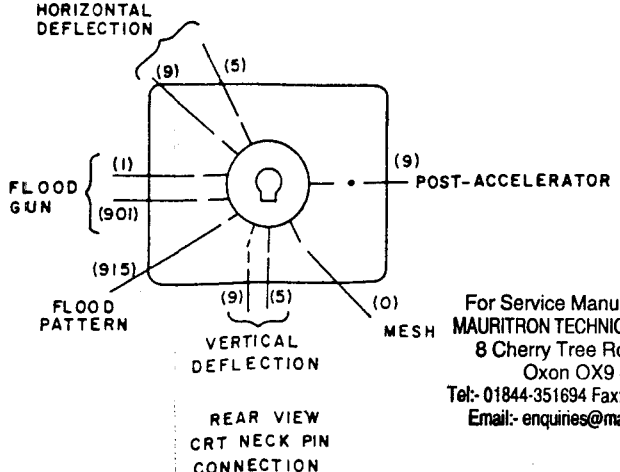 HORIZONTAL
DEFLECTION
(9)
(5)
(1)
FLOOD
GUN
(901)
(9)
POST-ACCELERATOR
(915)
FLOOD
PATTERN
(9)
(5)
VERTICAL
DEFLECTION
(0)
MESH
For Service Manu
MAURITRON TECHNIC
8 Cherry Tree Ro
Oxon OX9
Tel:- 01844-351694 Fax:
Email:- enquiries@ma
REAR VIEW
CRT NECK PIN
CONNECTION